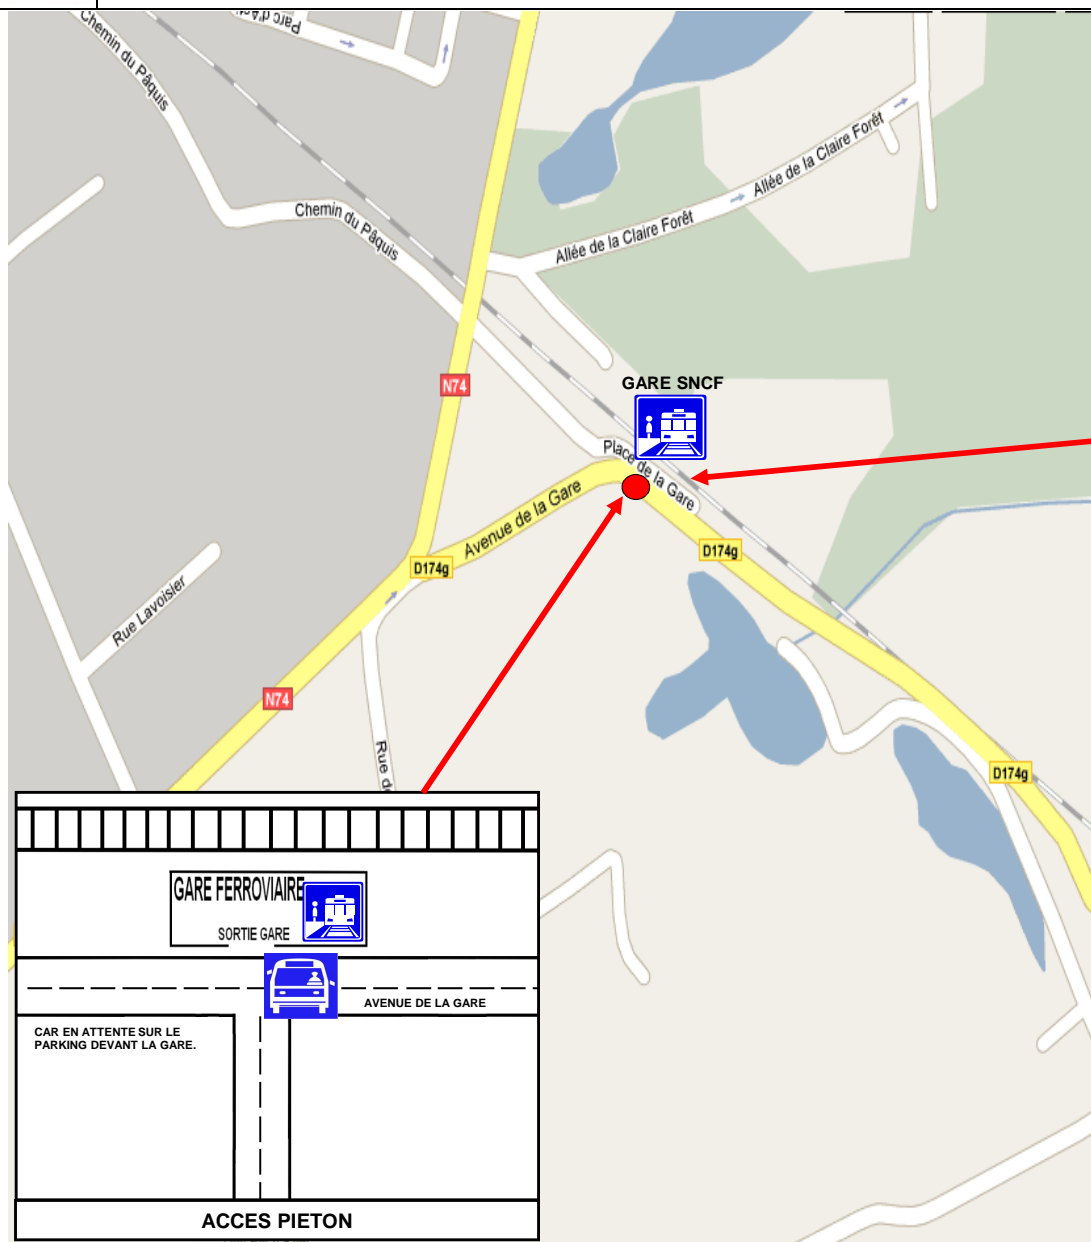 Parc d'Acti
Chemin du Pâquis
Chemin du Pâquis
Allée de la Claire Forêt
Allée de la Claire Forêt
N74
GARE SNCF
Place de la Gare
Avenue de la Gare
D174g
D174g
Rue Lavoisier
N74
Rue de
D174g
GARE FERROVIAIRE
SORTIE GARE
AVENUE DE LA GARE
CAR EN ATTENTE SUR LE
PARKING DEVANT LA GARE.
ACCES PIETON